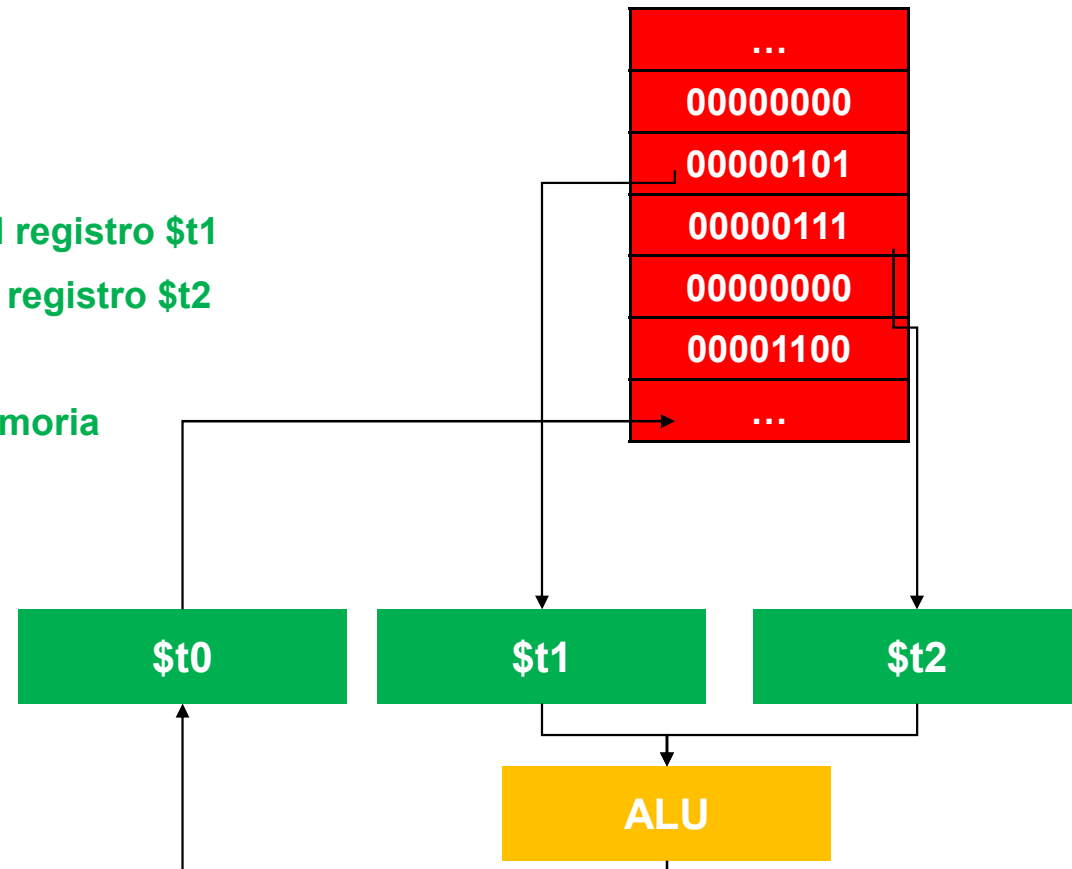 …
00000000
00000101
00000111
00000000
00001100
…
registro $t1
registro $t2
moria
$t0
$t1
$t2
ALU